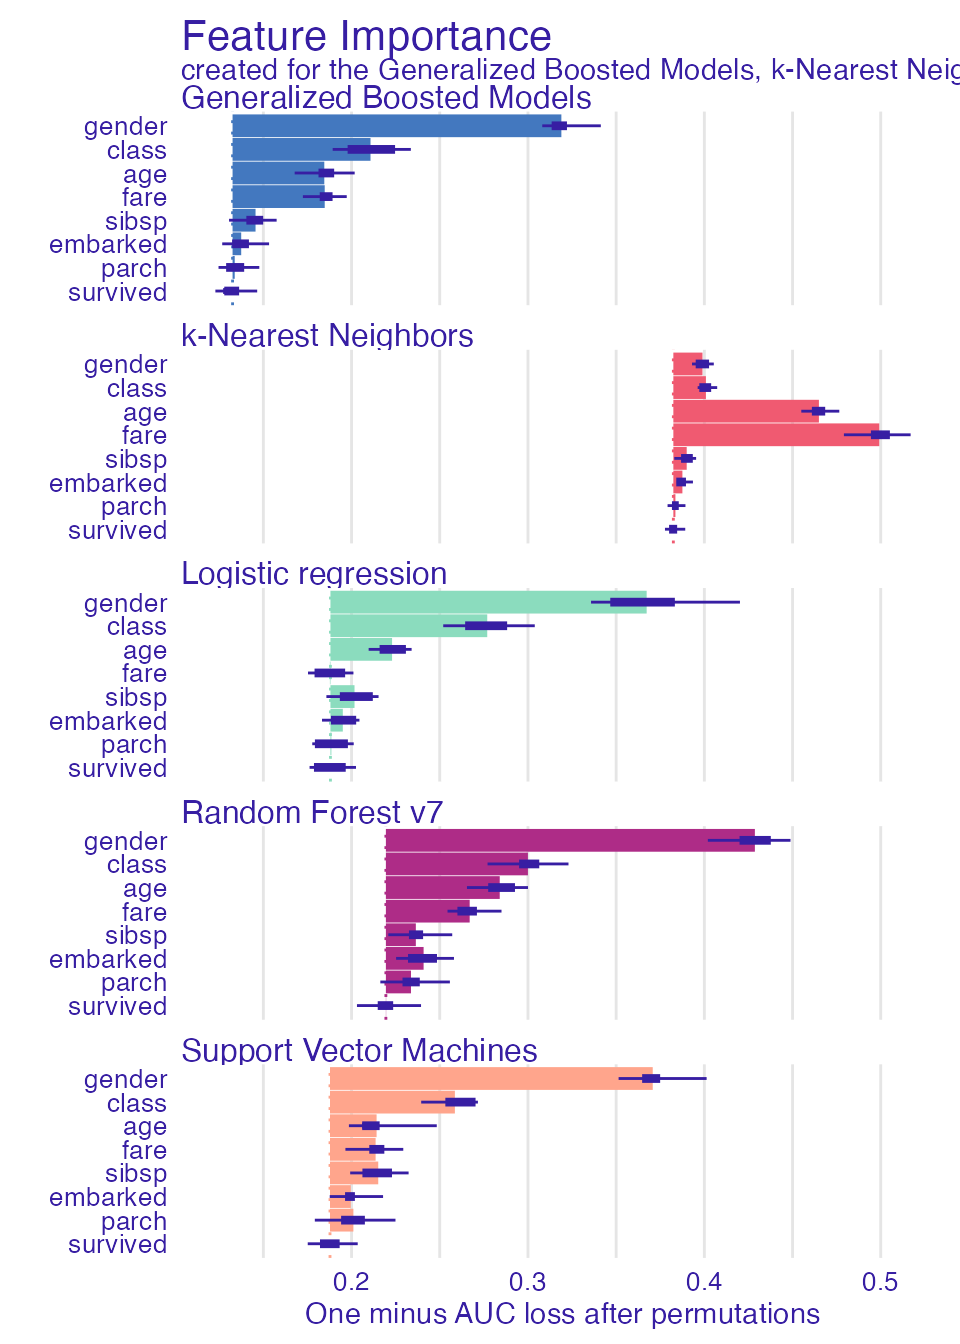 Feature Importance
created for the Generalized Boosted Models, k-Nearest Neig
Generalized Boosted Models
gender
class
age
fare
sibsp
embarked
parch
survived
k-Nearest Neighbors
gender
class
age
fare
sibsp
embarked
parch
survived
Logistic regression
gender
class
age
fare
sibsp
embarked
parch
survived
Random Forest v7
gender
class
age
fare
sibsp
embarked
parch
survived
Support Vector Machines
gender
class
age
fare
sibsp
embarked
parch
survived
0.2 0.3 0.4 0.5
One minus AUC loss after permutations